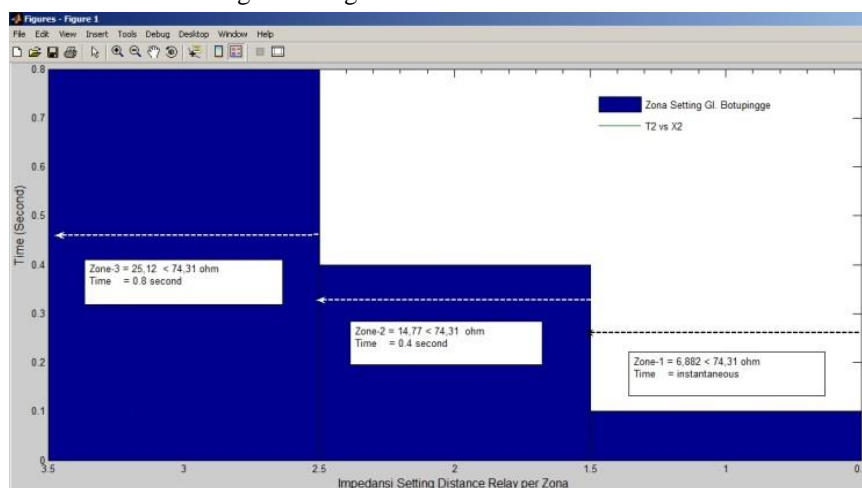 Figures - Figure 1
File Edit View Insert Tools Debug Desktop Window Help
0.8
0.7
0.6
0.5
0.4
0.3
0.2
0.1
0
Time (Second)
Zona Setting GI. Botupingge
T2 vs X2
Zone-3 = 25,12 < 74,31 ohm
Time = 0.8 second
Zone-2 = 14,77 < 74,31 ohm
Time = 0.4 second
Zone-1 = 6,882 < 74,31 ohm
Time = instantaneous
3.5 3 2.5 2 1.5 1 0.
Impedansi Setting Distance Relay per Zona